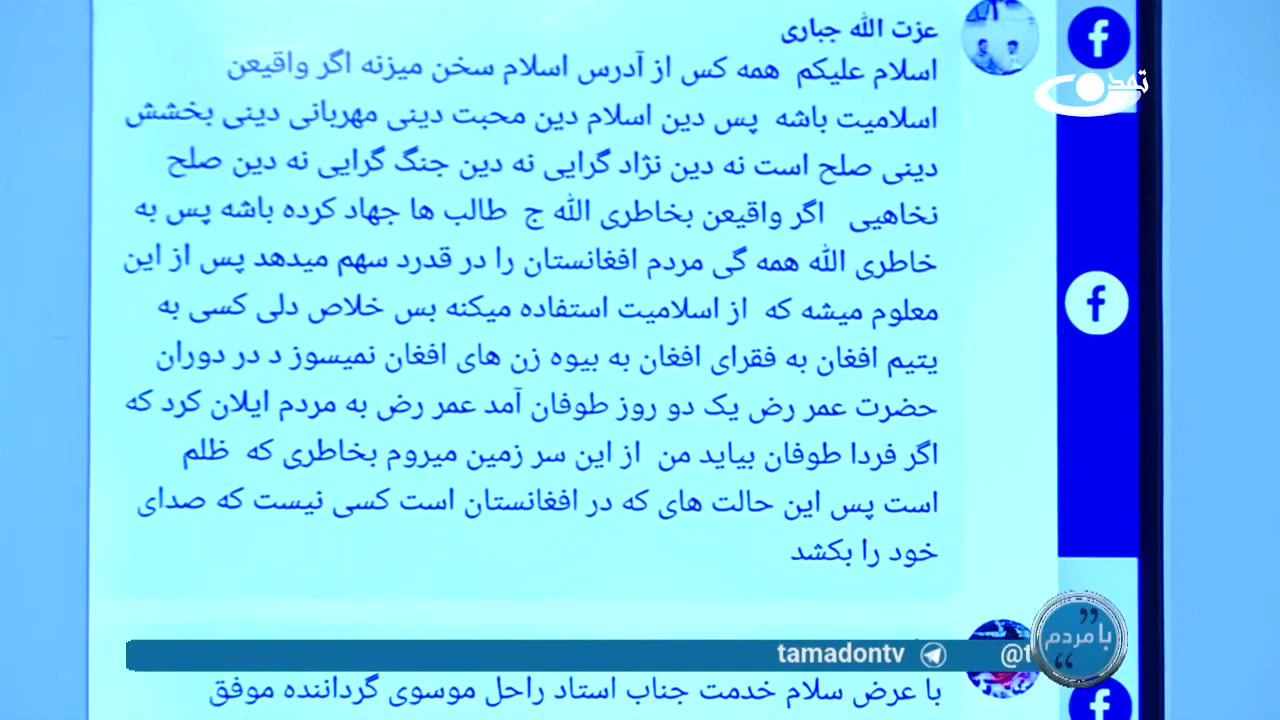 عزت الله جباری
اسلام علیکم همه کس از آدرس اسلام سخن میزنه اگر واقیعن
اسلامیت باشه پس دین اسلام دین محبت دینی مهربانی دینی بخشش
دینی صلح است نه دین نژاد گرایی نه دین جنگ گرایی نه دین صلح
نخاهیی اگر واقیعن بخاطری الله ج طالب ها جهاد کرده باشه پس به
خاطری الله همه گی مردم افغانستان را در قدرد سهم میدهد پس از این
معلوم میشه که از اسلامیت استفاده میکنه بس خلاص دلی کسی به
یتیم افغان به فقرای افغان به بیوه زن های افغان نمیسوز د در دوران
حضرت عمر رض یک دو روز طوفان آمد عمر رض به مردم ایلان کرد که
اگر فردا طوفان بیاید من از این سر زمین میروم بخاطری که ظلم
است پس این حالت های که در افغانستان است کسی نیست که صدای
خود را بکشد
تمدن
tamadontv @t
با مردم
با عرض سلام خدمت جناب استاد راحل موسوی گرداننده موفق